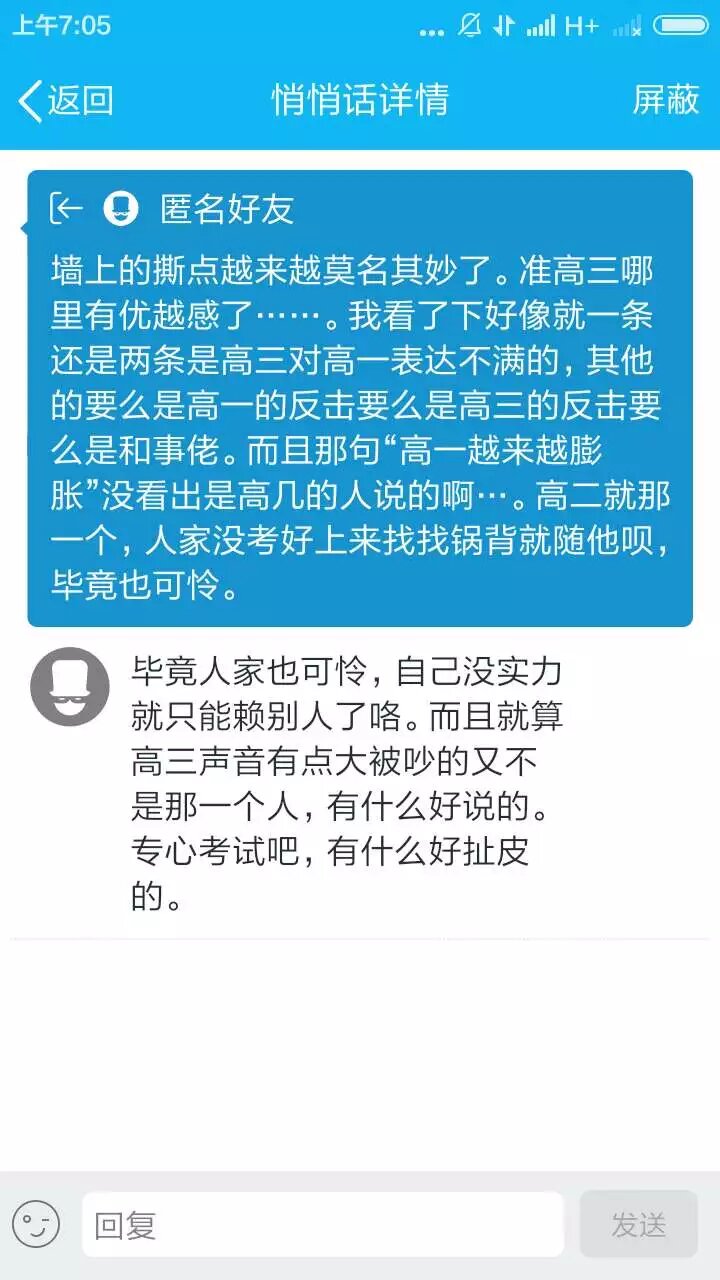 上午7:05
... H+
返回 悄悄话详情 屏蔽
匿名好友
墙上的撕点越来越莫名其妙了。准高三哪
里有优越感了……。我看了下好像就一条
还是两条是高三对高一表达不满的，其他
的要么是高一的反击要么是高三的反击要
么是和事佬。而且那句“高一越来越膨
胀”没看出是高几的人说的啊…。高二就那
一个，人家没考好上来找找锅背就随他呗，
毕竟也可怜。
毕竟人家也可怜，自己没实力
就只能赖别人了咯。而且就算
高三声音有点大被吵的又不
是那一个人，有什么好说的。
专心考试吧，有什么好扯皮
的。
回复 发送